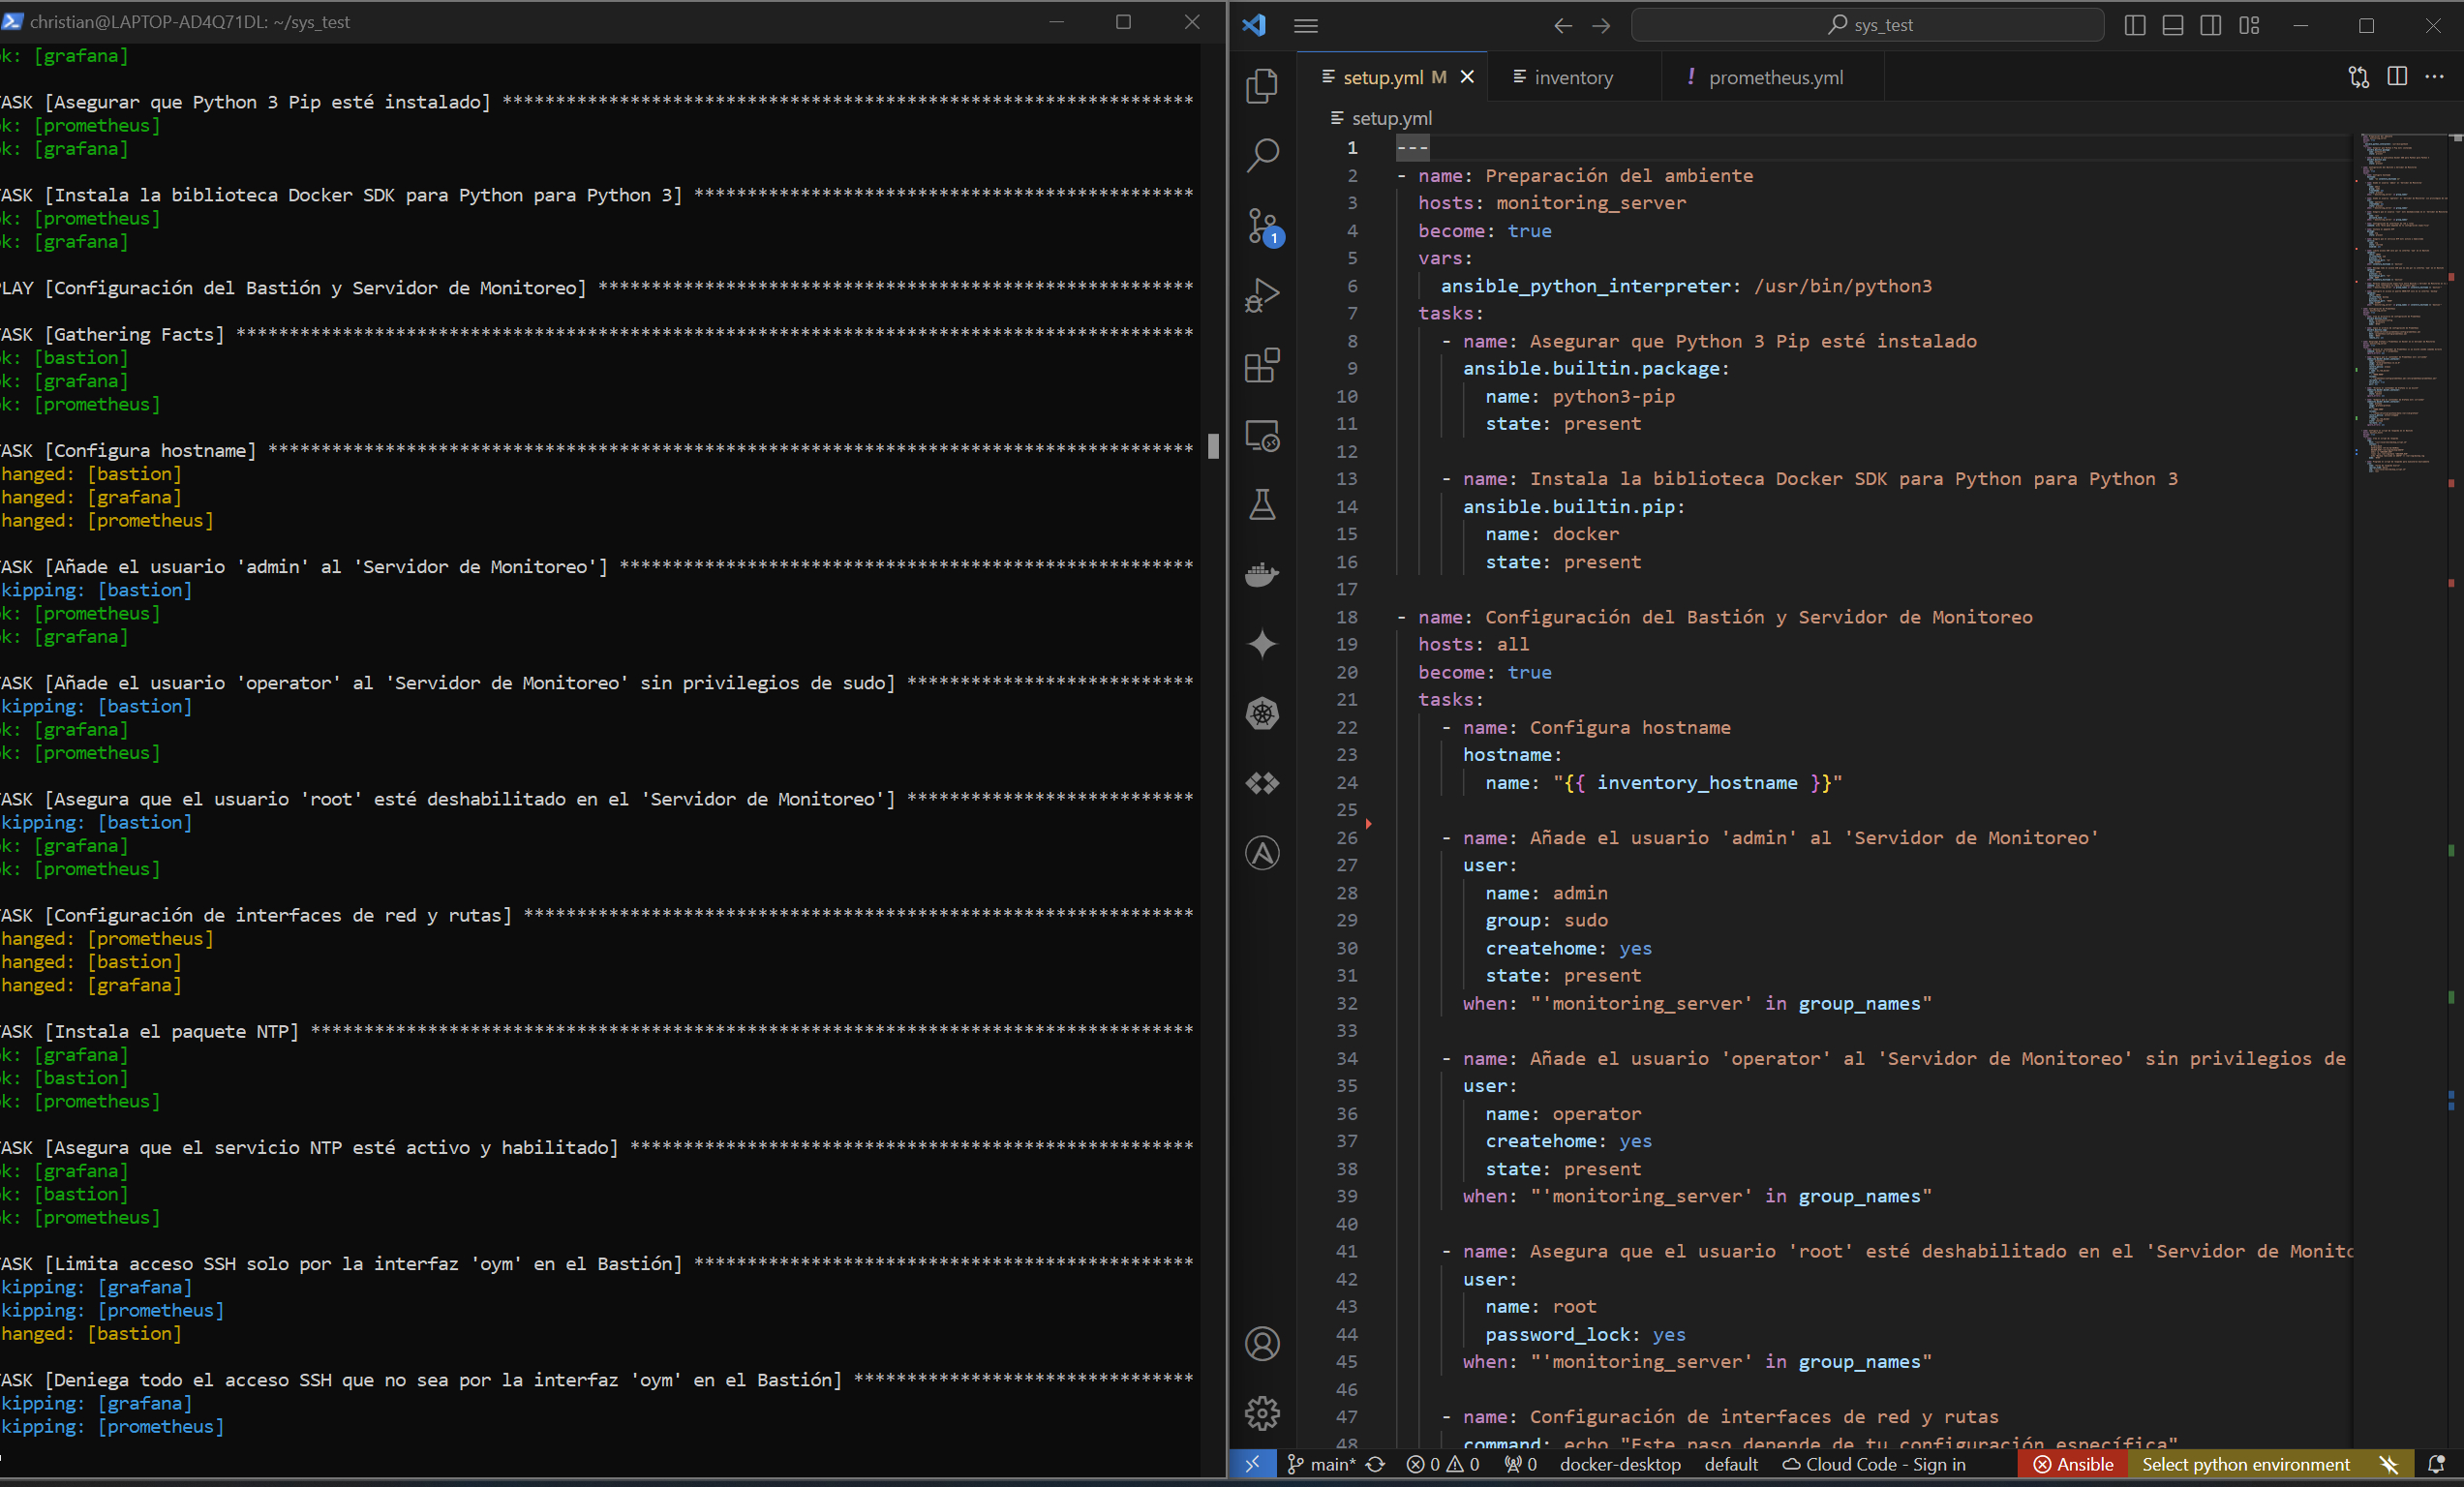 christian@LAPTOP-AD4Q71DL: ~/sys_test
k: [grafana]
ASK [Asegurar que Python 3 Pip esté instalado] *****************************************************************
k: [prometheus]
k: [grafana]
ASK [Instala la biblioteca Docker SDK para Python para Python 3] ***********************************************
k: [prometheus]
k: [grafana]
LAY [Configuración del Bastión y Servidor de Monitoreo] ********************************************************
ASK [Gathering Facts] ******************************************************************************************
k: [bastion]
k: [grafana]
k: [prometheus]
ASK [Configura hostname] ***************************************************************************************
hanged: [bastion]
hanged: [grafana]
hanged: [prometheus]
ASK [Añade el usuario 'admin' al 'Servidor de Monitoreo'] ******************************************************
kipping: [bastion]
k: [prometheus]
k: [grafana]
ASK [Añade el usuario 'operator' al 'Servidor de Monitoreo' sin privilegios de sudo] ***************************
kipping: [bastion]
k: [grafana]
k: [prometheus]
ASK [Asegura que el usuario 'root' esté deshabilitado en el 'Servidor de Monitoreo'] ***************************
kipping: [bastion]
k: [grafana]
k: [prometheus]
ASK [Configuración de interfaces de red y rutas] ***************************************************************
hanged: [prometheus]
hanged: [bastion]
hanged: [grafana]
ASK [Instala el paquete NTP] ***********************************************************************************
k: [grafana]
k: [bastion]
k: [prometheus]
ASK [Asegura que el servicio NTP esté activo y habilitado] *****************************************************
k: [grafana]
k: [bastion]
k: [prometheus]
ASK [Limita acceso SSH solo por la interfaz 'oym' en el Bastión] ***********************************************
kipping: [grafana]
kipping: [prometheus]
hanged: [bastion]
ASK [Deniega todo el acceso SSH que no sea por la interfaz 'oym' en el Bastión] ********************************
kipping: [grafana]
kipping: [prometheus]
sys_test
setup.yml M inventory ! prometheus.yml
setup.yml
1 ---
2 - name: Preparación del ambiente
3 hosts: monitoring_server
4 become: true
5 vars:
6 ansible_python_interpreter: /usr/bin/python3
7 tasks:
8 - name: Asegurar que Python 3 Pip esté instalado
9 ansible.builtin.package:
10 name: python3-pip
11 state: present
12
13 - name: Instala la biblioteca Docker SDK para Python para Python 3
14 ansible.builtin.pip:
15 name: docker
16 state: present
17
18 - name: Configuración del Bastión y Servidor de Monitoreo
19 hosts: all
20 become: true
21 tasks:
22 - name: Configura hostname
23 hostname:
24 name: "{{ inventory_hostname }}"
25
26 - name: Añade el usuario 'admin' al 'Servidor de Monitoreo'
27 user:
28 name: admin
29 group: sudo
30 createhome: yes
31 state: present
32 when: "'monitoring_server' in group_names"
33
34 - name: Añade el usuario 'operator' al 'Servidor de Monitoreo' sin privilegios de
35 user:
36 name: operator
37 createhome: yes
38 state: present
39 when: "'monitoring_server' in group_names"
40
41 - name: Asegura que el usuario 'root' esté deshabilitado en el 'Servidor de Monito
42 user:
43 name: root
44 password_lock: yes
45 when: "'monitoring_server' in group_names"
46
47 - name: Configuración de interfaces de red y rutas
48 command: echo "Este paso depende de tu configuración específica"
1
main* 0 0 0 docker-desktop default Cloud Code - Sign in Ansible Select python environment